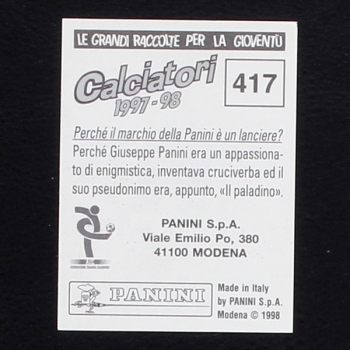 LE GRANDI RACCOLTE PER LA GIOVENTÙ
Calciatori
1997-98
417
Perché il marchio della Panini è un lanciere?
Perché Giuseppe Panini era un appassiona-
to di enigmistica, inventava cruciverba ed il
suo pseudonimo era, appunto, «Il paladino».
PANINI S.p.A.
Viale Emilio Po, 380
41100 MODENA
PANINI
Made in Italy
by PANINI S.p.A.
Modena © 1998